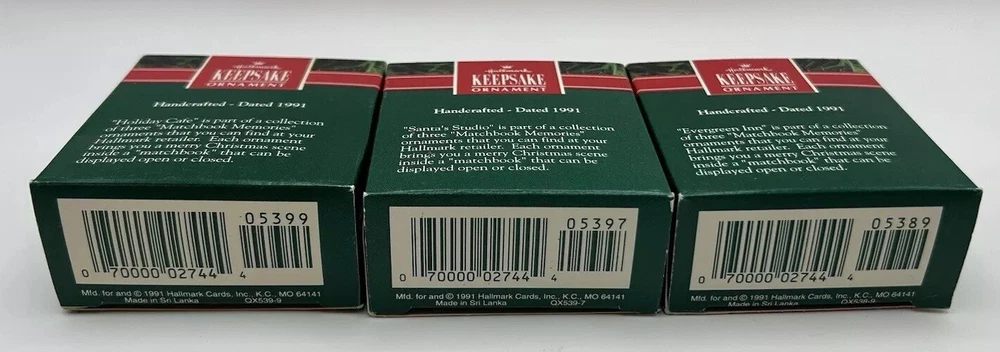 Hallmark
KEEPSAKE
ORNAMENT
Handcrafted - Dated 1991
"Holiday Cafe" is part of a collection
of three "Matchbook Memories"
ornaments that you can find at your
Hallmark retailer. Each ornament
brings you a merry Christmas scene
inside a "matchbook" that can be
displayed open or closed.
05399
0 70000 02744 4
Mfd. for and © 1991 Hallmark Cards, Inc., K.C., MO 64141
Made in Sri Lanka QX539-9
Hallmark
KEEPSAKE
ORNAMENT
Handcrafted - Dated 1991
"Santa's Studio" is part of a collection
of three "Matchbook Memories"
ornaments that you can find at your
Hallmark retailer. Each ornament
brings you a merry Christmas scene
inside a "matchbook" that can be
displayed open or closed.
05397
0 70000 02744 4
Mfd. for and © 1991 Hallmark Cards, Inc., K.C., MO 64141
Made in Sri Lanka QX539-7
Hallmark
KEEPSAKE
ORNAMENT
Handcrafted - Dated 1991
"Evergreen Inn" is part of a collection
of three "Matchbook Memories"
ornaments that you can find at your
Hallmark retailer. Each ornament
brings you a merry Christmas scene
inside a "matchbook" that can be
displayed open or closed.
05389
0 70000 02744 4
Mfd. for and © 1991 Hallmark Cards, Inc., K.C., MO 64141
Made in Sri Lanka